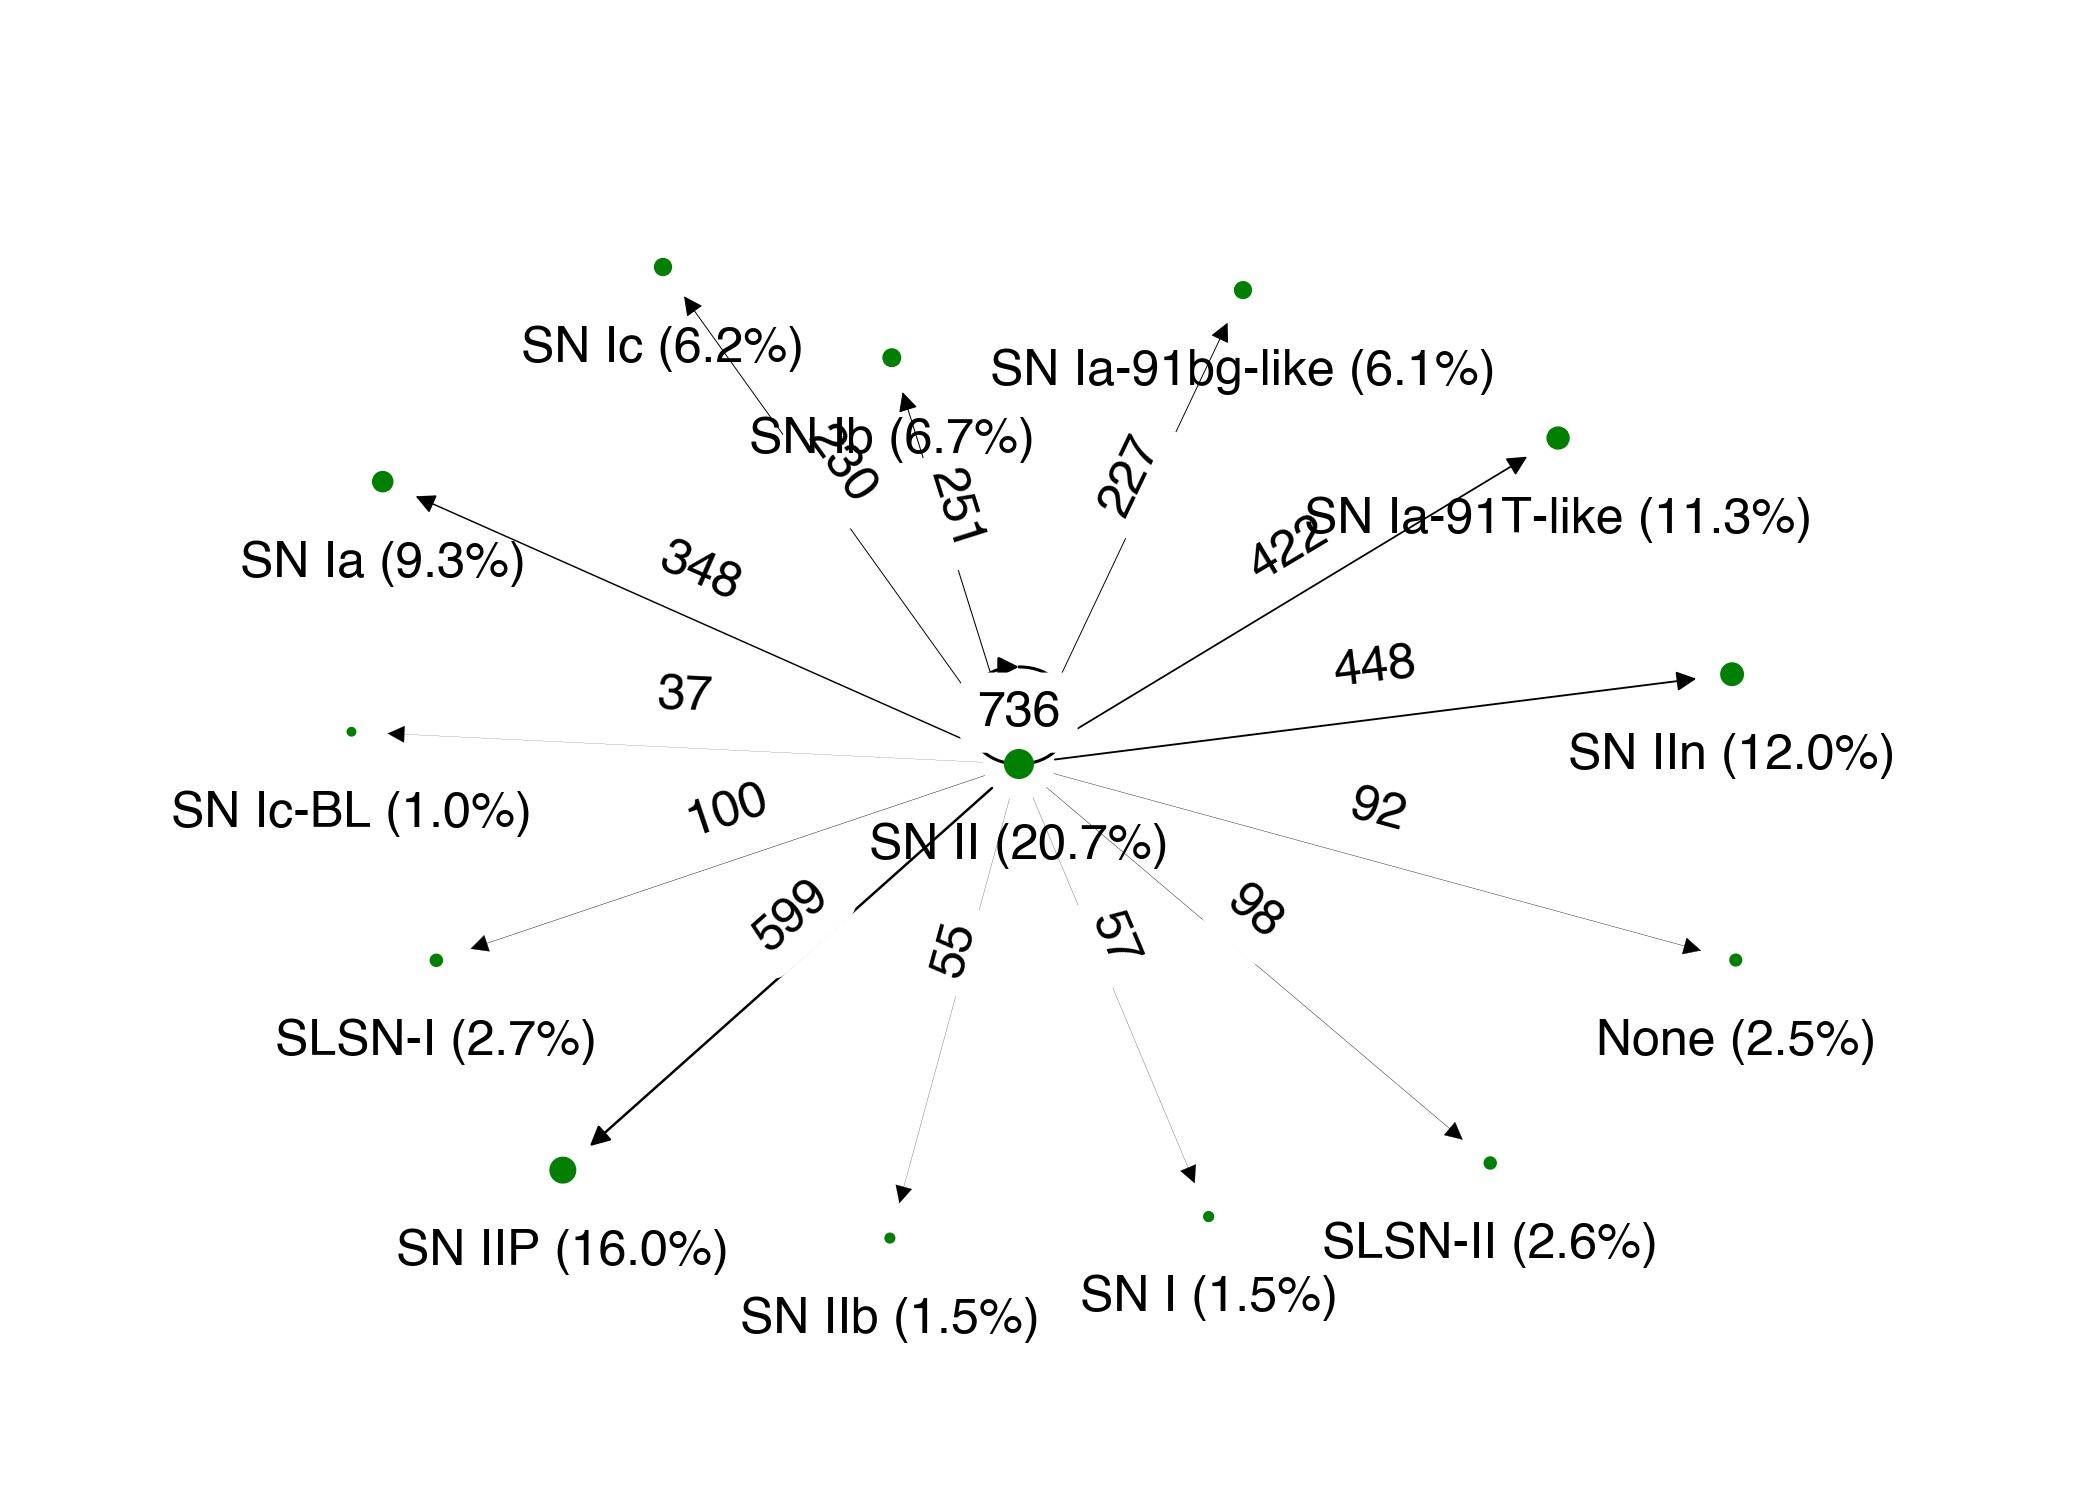 SN Ic (6.2%)
SN Ia-91bg-like (6.1%)
SN Ib (6.7%)
230
251
227
422
SN Ia-91T-like (11.3%)
SN Ia (9.3%)
348
448
37
736
SN IIn (12.0%)
SN Ic-BL (1.0%)
100
92
SN II (20.7%)
599
55
57
98
SLSN-I (2.7%)
None (2.5%)
SN IIP (16.0%)
SLSN-II (2.6%)
SN IIb (1.5%)
SN I (1.5%)